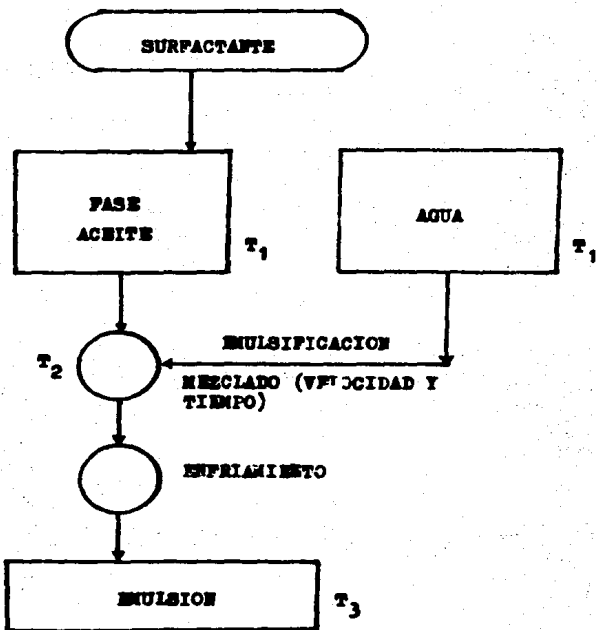 SURFACTANTE
FASE
ACEITE
T₁
AGUA
T₁
EMULSIFICACION
T₂
MEZCLADO (VELOCIDAD Y
TIEMPO)
ENFRIAMIENTO
EMULSION
T₃